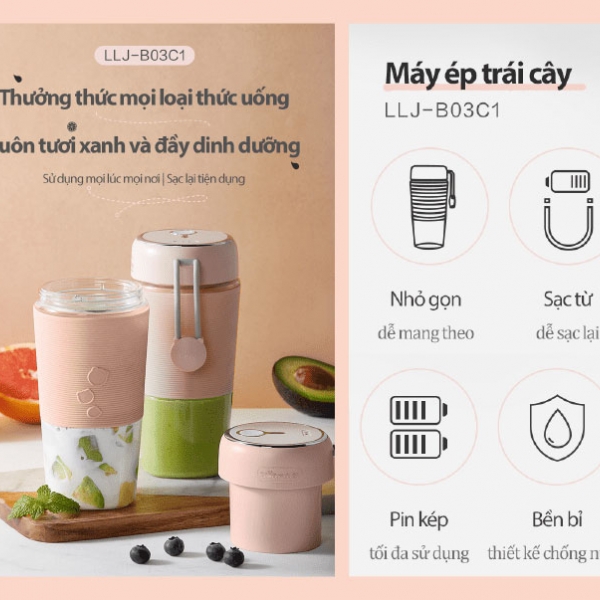 LLJ-B03C1
Thưởng thức mọi loại thức uống
uôn tươi xanh và đầy dinh dưỡng
Sử dụng mọi lúc mọi nơi | Sạc lại tiện dụng
Máy ép trái cây
LLJ-B03C1
Nhỏ gọn
dễ mang theo
Sạc từ
dễ sạc lại
Pin kép
tối đa sử dụng
Bền bỉ
thiết kế chống n